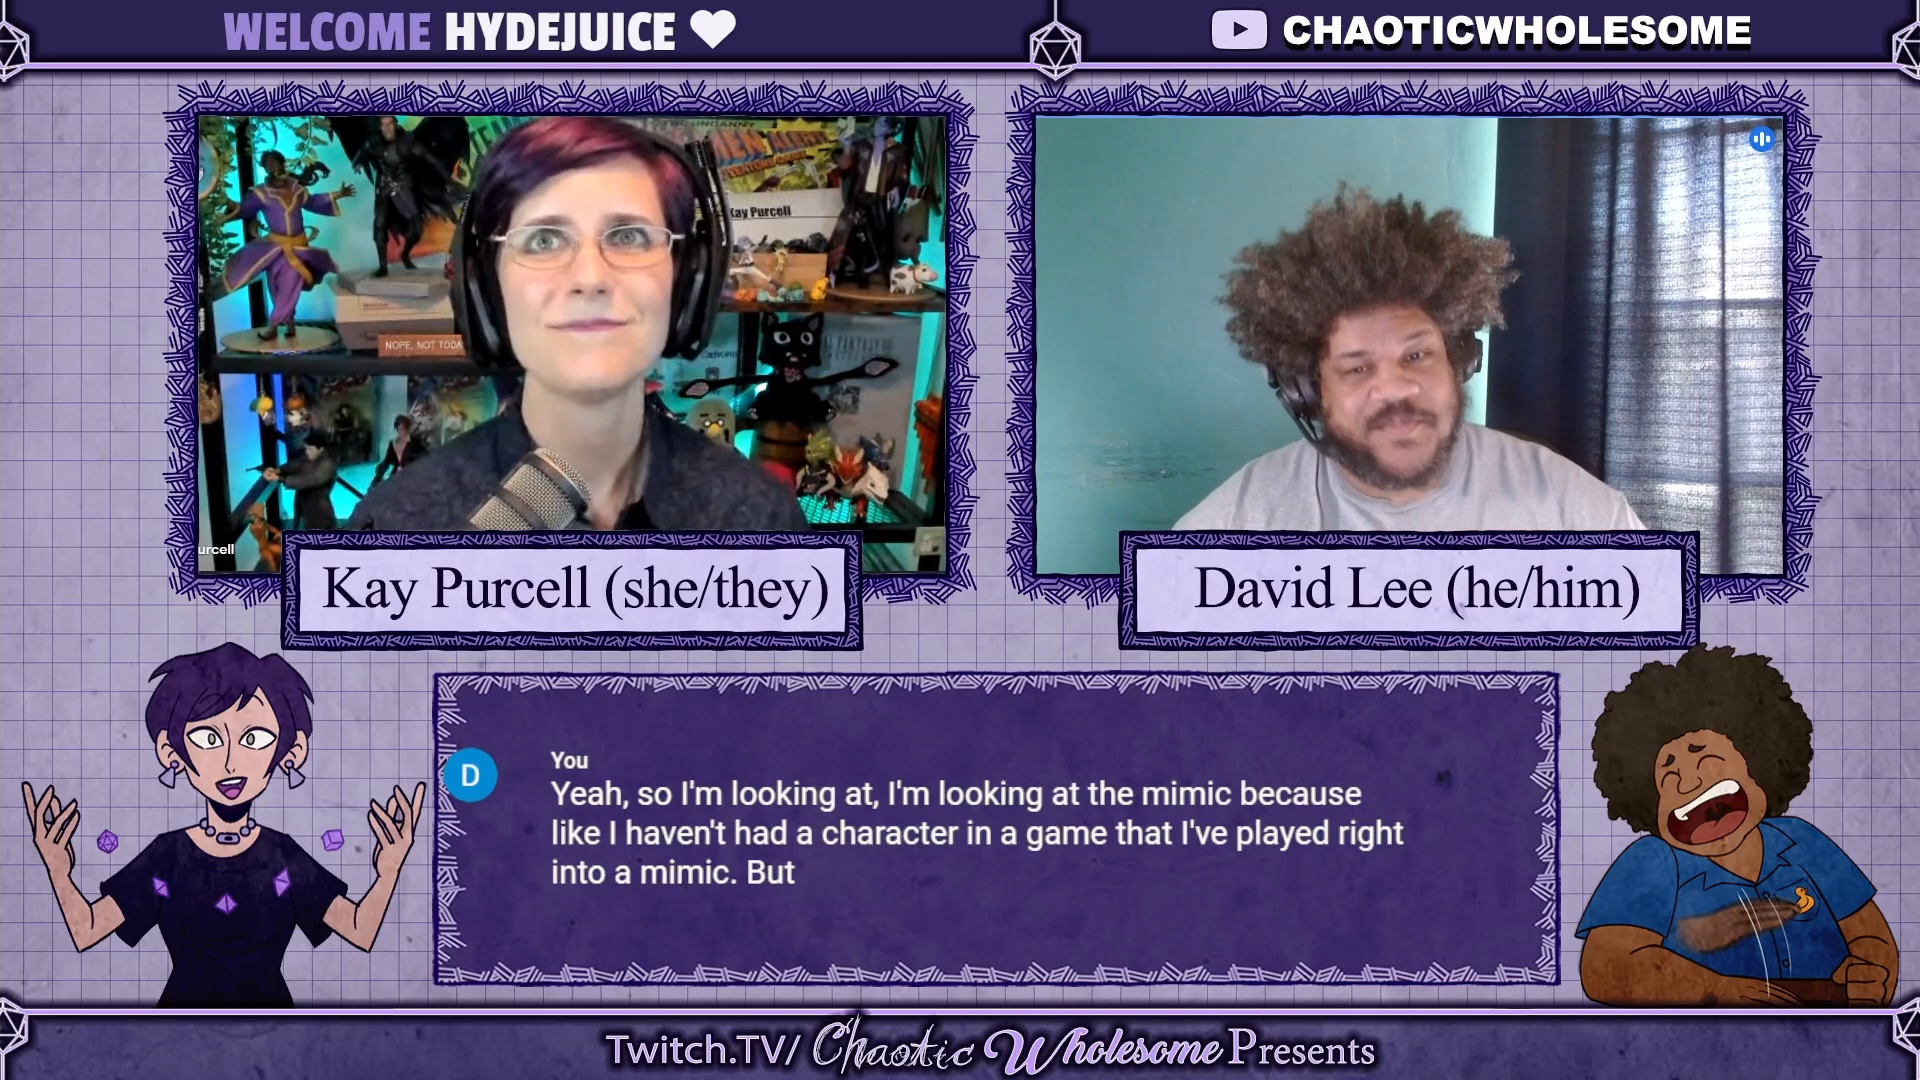 WELCOME HYDEJUICE
CHAOTICWHOLESOME
THE UNCANNY
Kay Purcell
NOPE, NOT TODA
urcell
Kay Purcell (she/they)
David Lee (he/him)
D
You
Yeah, so I'm looking at, I'm looking at the mimic because
like I haven't had a character in a game that I've played right
into a mimic. But
Twitch.TV/ Chaotic Wholesome Presents